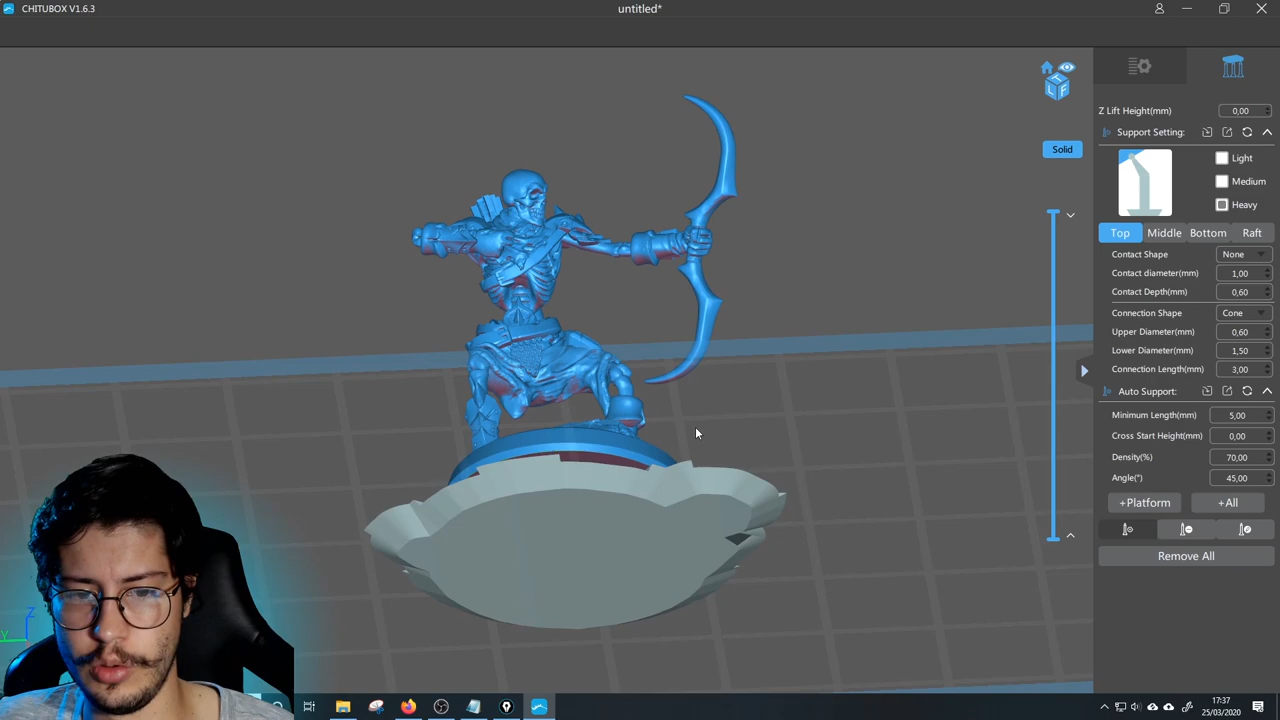 CHITUBOX V1.6.3
untitled*
T
L F
Z Lift Height(mm) 0,00
Support Setting:
Solid
Light
Medium
Heavy
Top Middle Bottom Raft
Contact Shape None
Contact diameter(mm) 1,00
Contact Depth(mm) 0,60
Connection Shape Cone
Upper Diameter(mm) 0,60
Lower Diameter(mm) 1,50
Connection Length(mm) 3,00
Auto Support:
Minimum Length(mm) 5,00
Cross Start Height(mm) 0,00
Density(%) 70,00
Angle(°) 45,00
+Platform +All
Remove All
Z
Y
17:37
25/03/2020